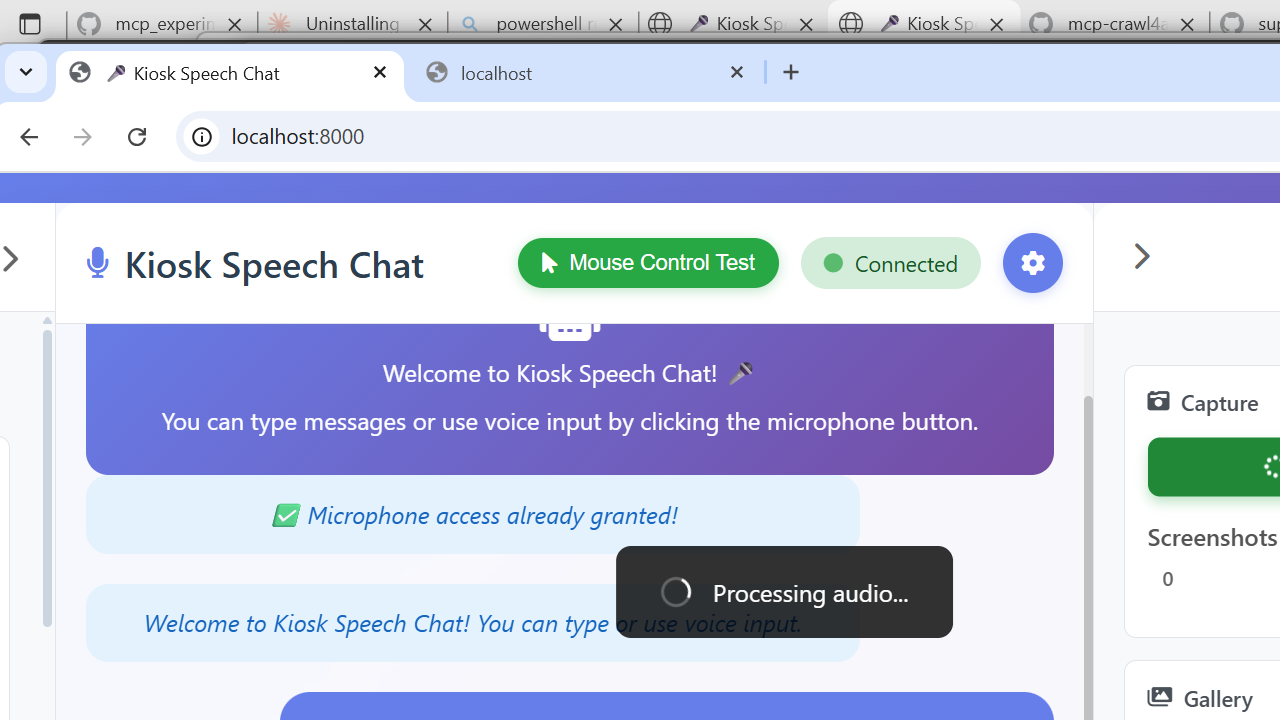 mcp_experin
Uninstalling
powershell r
Kiosk Spe
Kiosk Spe
mcp-crawl4a
sup
Kiosk Speech Chat
localhost
localhost:8000
Kiosk Speech Chat
Mouse Control Test
Connected
Welcome to Kiosk Speech Chat!
You can type messages or use voice input by clicking the microphone button.
Microphone access already granted!
Processing audio...
Welcome to Kiosk Speech Chat! You can type or use voice input.
Capture
Screenshots
0
Gallery